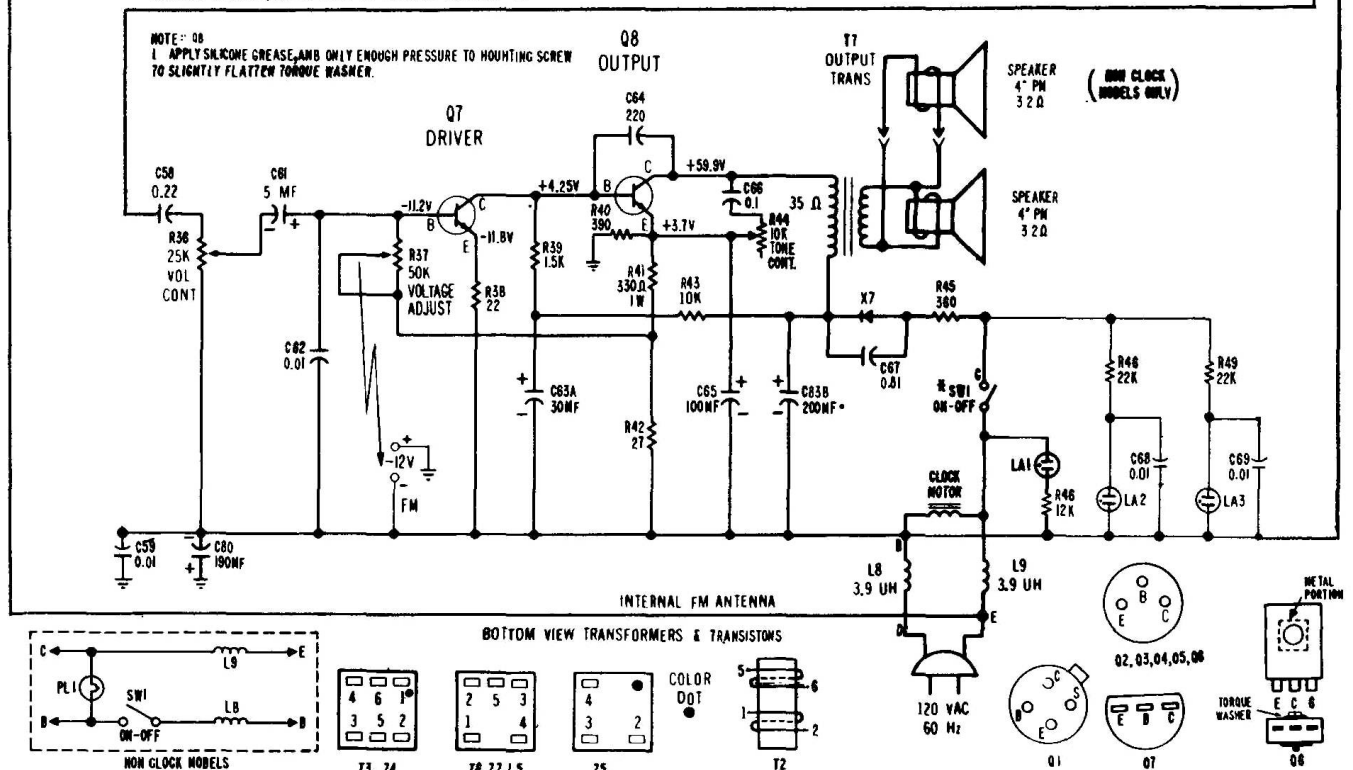 NOTE: Q8
1 APPLY SILICONE GREASE, ANB ONLY ENOUGH PRESSURE TO MOUHTING SCREW
TO SLIGHTLY FLATTEN TORQUE WASHER.
Q8
OUTPUT
T7
OUTPUT
TRANS
SPEAKER
4" PM
3 2 Ω
(NON CLOCK
MODELS ONLY)
Q7
DRIVER
C64
220
C58
0.22
C61
5 MF
- +
R36
25K
VOL
CONT
-11.2V
B
C
E
-11.8V
+4.25V
B
C
E
+59.9V
C66
0.1
R44
10K
TONE
CONT.
35 Ω
SPEAKER
4" PM
3 2 Ω
R40
390
+3.7V
R37
50K
VOLTAGE
ADJUST
R38
22
R39
1.5K
R41
330Ω
1W
R43
10K
X7
R45
360
C67
0.01
C62
0.01
C63A
30MF
+
-
C65
100MF
+
-
C83B
200MF
+
-
R42
27
* SW1
ON-OFF
C
R46
22K
R49
22K
C68
0.01
C69
0.01
LA1
R46
12K
LA2
LA3
+
-12V
-
FM
CLOCK
MOTOR
C59
0.01
-
+
C80
190MF
B
L8
3.9 UH
L9
3.9 UH
D
E
INTERNAL FM ANTENNA
120 VAC
60 Hz
BOTTOM VIEW TRANSFORMERS & TRANSISTONS
C
L9
E
PL1
SW1
L8
B
B
ON-OFF
NON CLOCK MOBELS
4 6 1
3 5 2
T3
2 5 3
1 4
4
3 2
COLOR
DOT
5
6
1
2
T2
C
S
B
E
Q1
B
E C
Q2, Q3, Q4, Q5, Q6
E B C
Q7
METAL
PORTION
E C B
TORQUE
WASHER
Q8